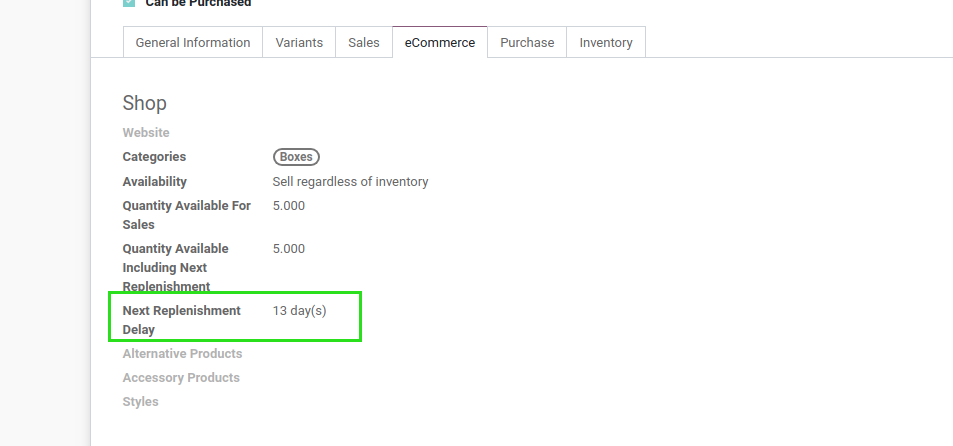 Can be Purchased
General Information Variants Sales eCommerce Purchase Inventory
Shop
Website
Categories Boxes
Availability Sell regardless of inventory
Quantity Available For 5.000
Sales
Quantity Available 5.000
Including Next
Replenishment
Next Replenishment 13 day(s)
Delay
Alternative Products
Accessory Products
Styles